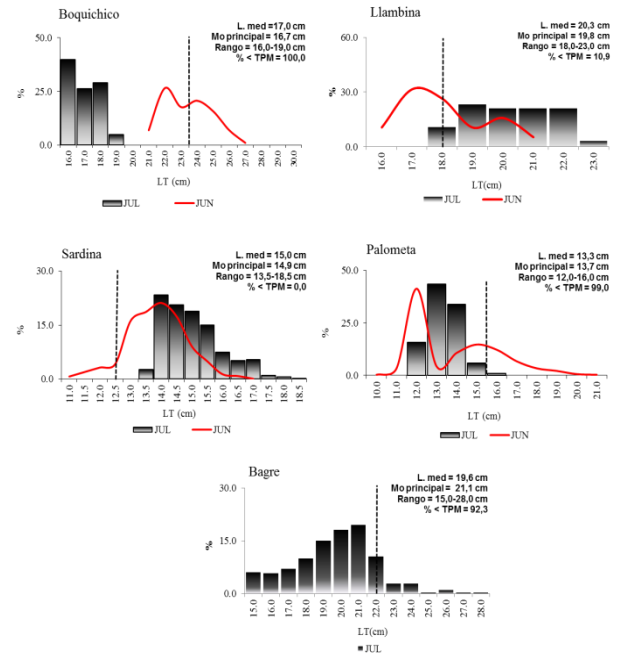 Boquichico
L. med =17,0 cm
Mo principal = 16,7 cm
Rango = 16,0-19,0 cm
% < TPM = 100,0
50.0
25.0
0.0
%
16.0 17.0 18.0 19.0 20.0 21.0 22.0 23.0 24.0 25.0 26.0 27.0 28.0 29.0 30.0
LT (cm)
JUL JUN
Llambina
L. med = 20,3 cm
Mo principal = 19,8 cm
Rango = 18,0-23,0 cm
% < TPM = 10,9
60.0
30.0
0.0
%
16.0 17.0 18.0 19.0 20.0 21.0 22.0 23.0
LT(cm)
JUL JUN
Sardina
L. med = 15,0 cm
Mo principal = 14,9 cm
Rango = 13,5-18,5 cm
% < TPM = 0,0
30.0
15.0
0.0
%
11.0 12.0 12.5 13.0 13.5 14.0 14.5 15.0 15.5 16.0 16.5 17.0 17.5 18.0 18.5
LT (cm)
JUL JUN
Palometa
L. med = 13,3 cm
Mo principal = 13,7 cm
Rango = 12,0-16,0 cm
% < TPM = 99,0
50.0
25.0
0.0
%
10.0 11.0 12.0 13.0 14.0 15.0 16.0 17.0 18.0 19.0 20.0 21.0
LT (cm)
JUL JUN
Bagre
L. med = 19,6 cm
Mo principal = 21,1 cm
Rango = 15,0-28,0 cm
% < TPM = 92,3
30.0
15.0
0.0
%
15.0 16.0 17.0 18.0 19.0 20.0 21.0 22.0 23.0 24.0 25.0 26.0 27.0 28.0
LT(cm)
JUL